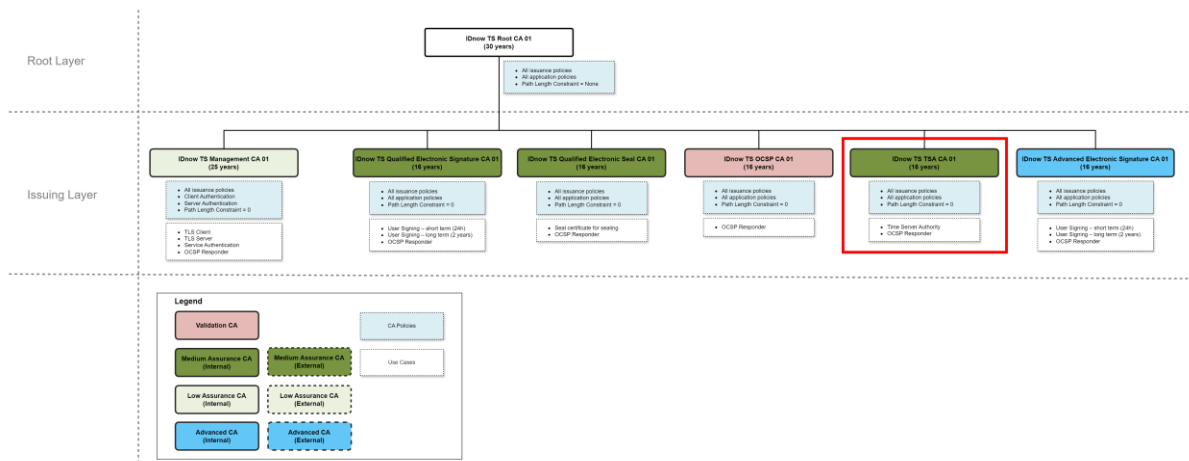 IDnow TS Root CA 01
(30 years)
Root Layer
• All issuance policies
• All application policies
• Path Length Constraint = None
Issuing Layer
IDnow TS Management CA 01
(25 years)
• All issuance policies
• Client Authentication
• Server Authentication
• Path Length Constraint = 0
• TLS Client
• TLS Server
• Service Authentication
• OCSP Responder
IDnow TS Qualified Electronic Signature CA 01
(16 years)
• All issuance policies
• All application policies
• Path Length Constraint = 0
• User Signing – short term (24h)
• User Signing – long term (2 years)
• OCSP Responder
IDnow TS Qualified Electronic Seal CA 01
(16 years)
• All issuance policies
• All application policies
• Path Length Constraint = 0
• Seal certificate for sealing
• OCSP Responder
IDnow TS OCSP CA 01
(16 years)
• All issuance policies
• All application policies
• Path Length Constraint = 0
• OCSP Responder
IDnow TS TSA CA 01
(16 years)
• All issuance policies
• All application policies
• Path Length Constraint = 0
• Time Server Authority
• OCSP Responder
IDnow TS Advanced Electronic Signature CA 01
(16 years)
• All issuance policies
• All application policies
• Path Length Constraint = 0
• User Signing – short term (24h)
• User Signing – long term (2 years)
• OCSP Responder
Legend
Validation CA
CA Policies
Medium Assurance CA
(Internal)
Medium Assurance CA
(External)
Use Cases
Low Assurance CA
(Internal)
Low Assurance CA
(External)
Advanced CA
(Internal)
Advanced CA
(External)